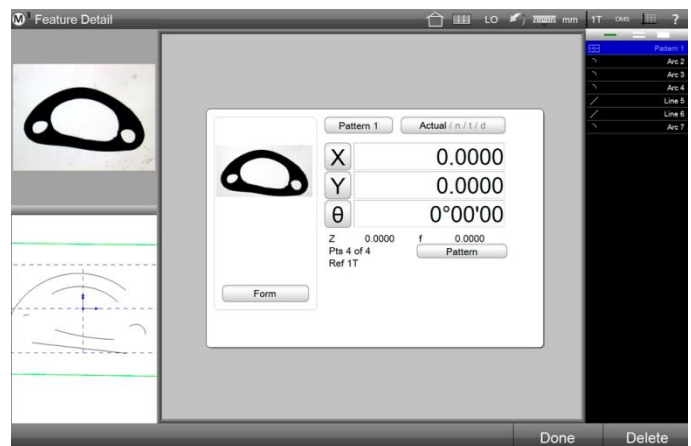 M³ Feature Detail
LO
mm
1T
DMS
?
Pattern 1
Arc 2
Arc 3
Arc 4
Line 5
Line 6
Arc 7
Pattern 1
Actual / n / t / d
X 0.0000
Y 0.0000
θ 0°00'00
Z 0.0000 f 0.0000
Pts 4 of 4 Pattern
Ref 1T
Form
Done Delete